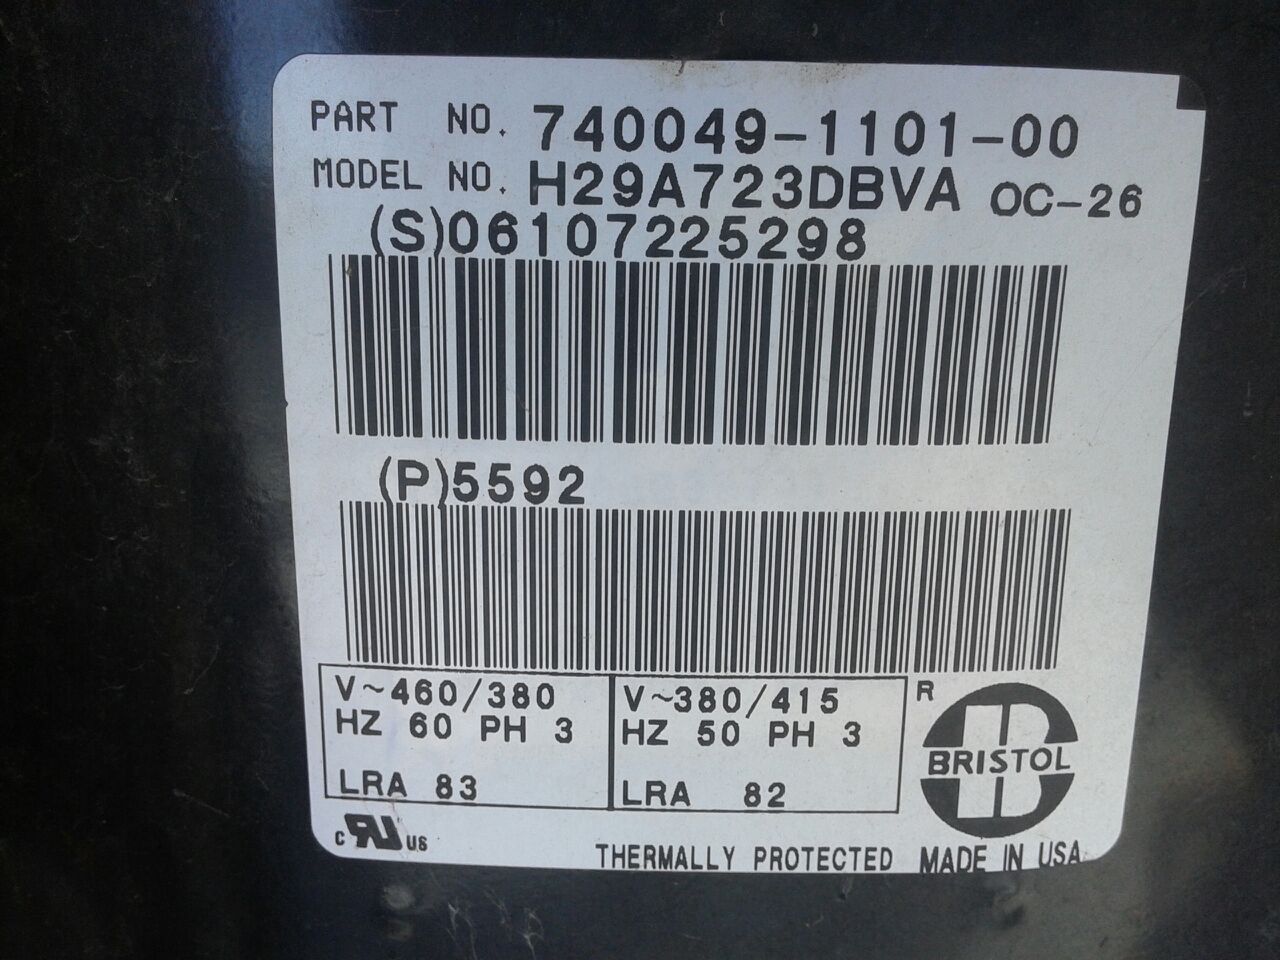 PART NO. 740049-1101-00
MODEL NO. H29A723DBVA OC-26
(S)06107225298
(P)5592
V~460/380
HZ 60 PH 3
LRA 83
V~380/415
HZ 50 PH 3
LRA 82
R
BRISTOL
c RU US
THERMALLY PROTECTED MADE IN USA